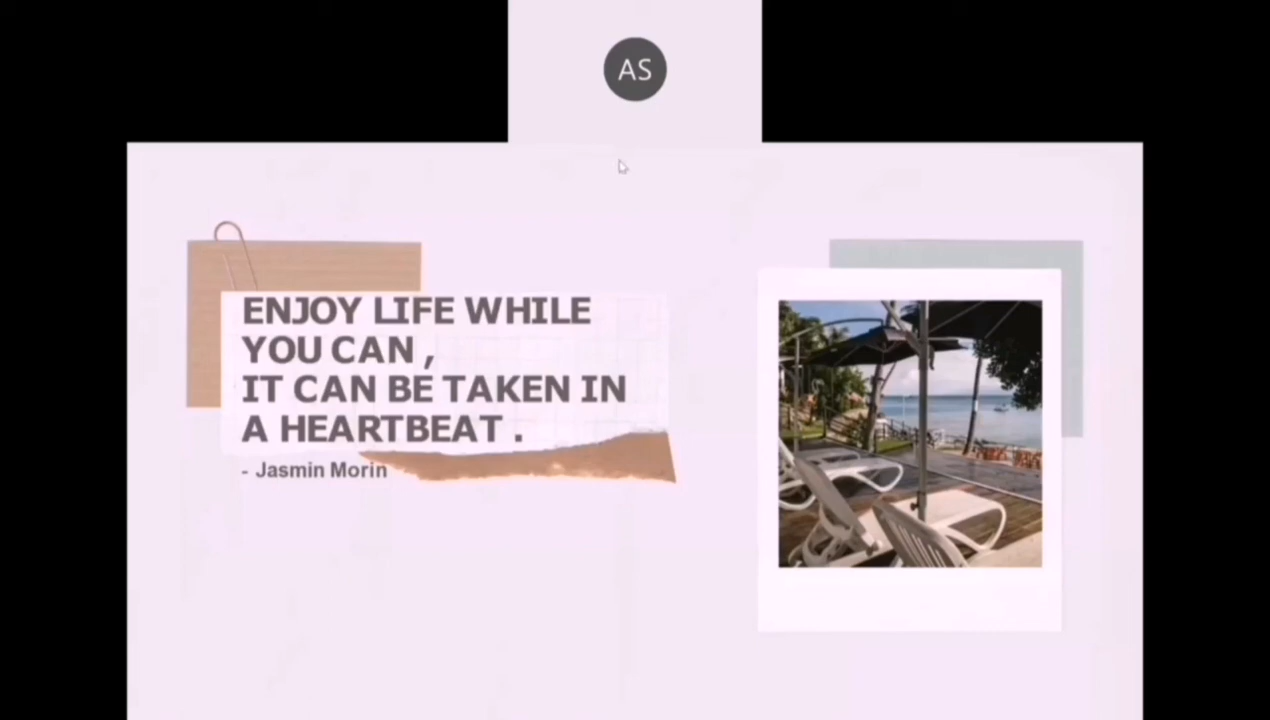 AS
ENJOY LIFE WHILE
YOU CAN ,
IT CAN BE TAKEN IN
A HEARTBEAT .
- Jasmin Morin